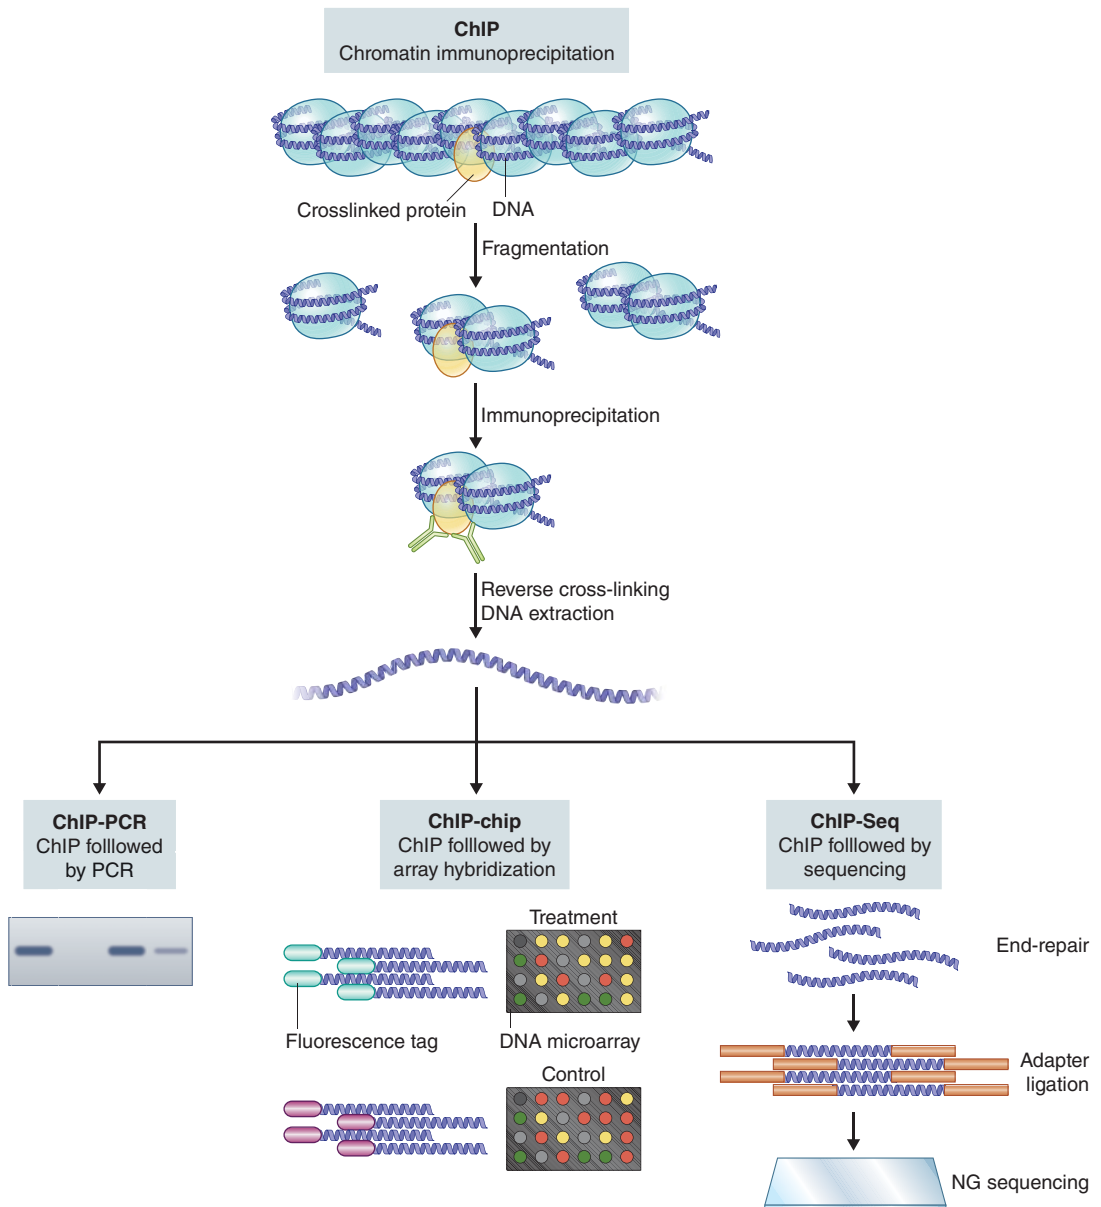 ChIP
Chromatin immunoprecipitation
Crosslinked protein
DNA
Fragmentation
Immunoprecipitation
Reverse cross-linking
DNA extraction
ChIP-PCR
ChIP folllowed
by PCR
ChIP-chip
ChIP folllowed by
array hybridization
ChIP-Seq
ChIP folllowed by
sequencing
Treatment
Fluorescence tag
DNA microarray
Control
End-repair
Adapter
ligation
NG sequencing